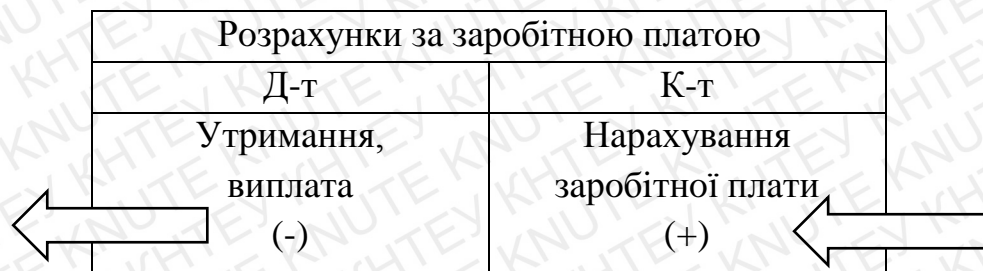 Розрахунки за заробітною платою
Д-т К-т
Утримання, Нарахування
виплата заробітної плати
(-) (+)